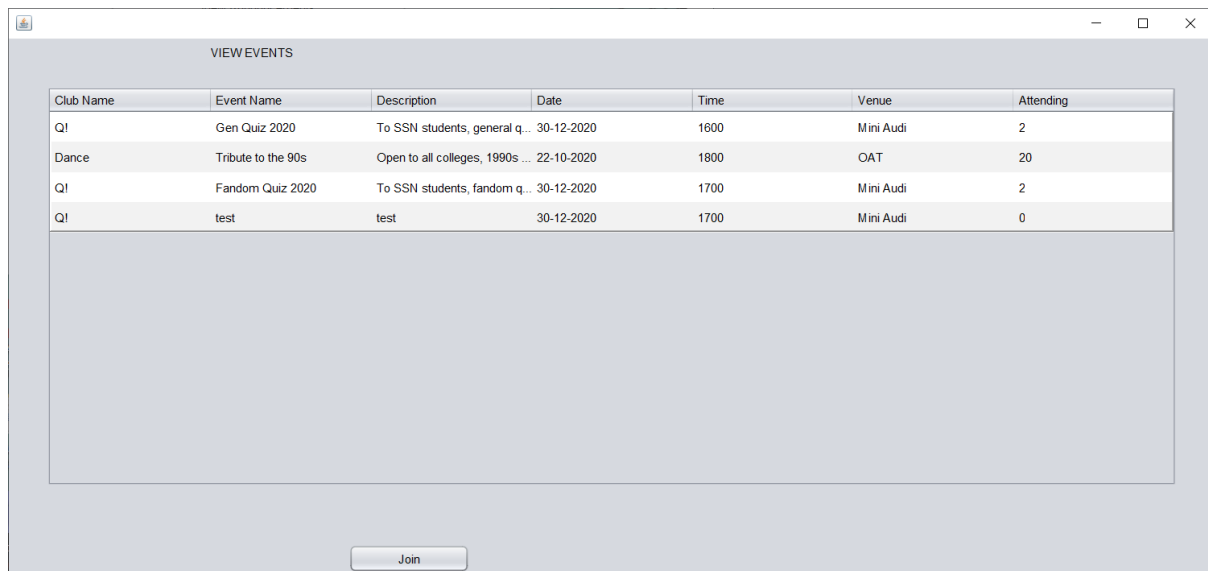 VIEW EVENTS
Club Name Event Name Description Date Time Venue Attending
Q! Gen Quiz 2020 To SSN students, general q... 30-12-2020 1600 Mini Audi 2
Dance Tribute to the 90s Open to all colleges, 1990s ... 22-10-2020 1800 OAT 20
Q! Fandom Quiz 2020 To SSN students, fandom q... 30-12-2020 1700 Mini Audi 2
Q! test test 30-12-2020 1700 Mini Audi 0
Join